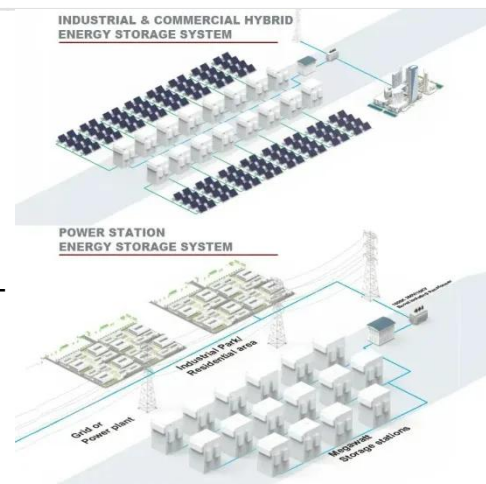 INDUSTRIAL & COMMERCIAL HYBRID
ENERGY STORAGE SYSTEM
POWER STATION
ENERGY STORAGE SYSTEM
Industrial Park/
Residential area
Grid or
Power plant
Megawatt
Storage stations